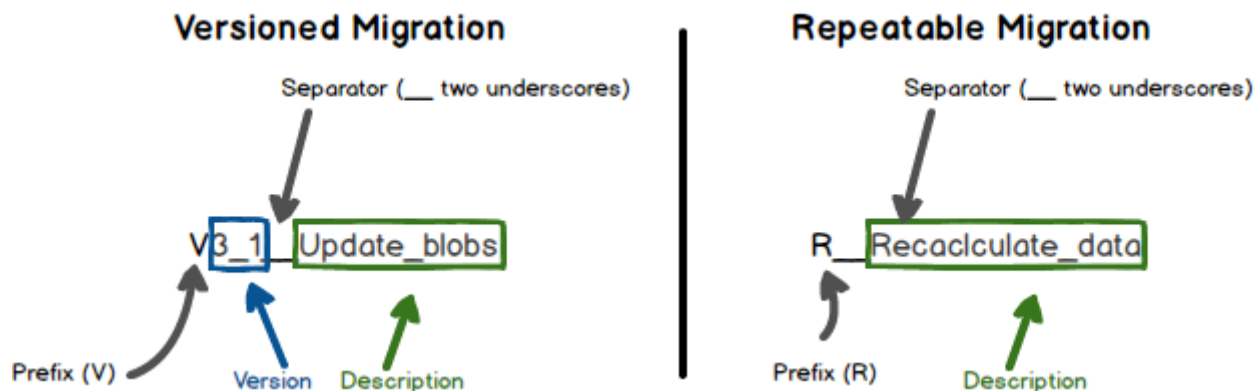 Versioned Migration
Separator (__ two underscores)
V3_1__Update_blobs
Prefix (V)
Version
Description
Repeatable Migration
Separator (__ two underscores)
R__Recaclculate_data
Prefix (R)
Description